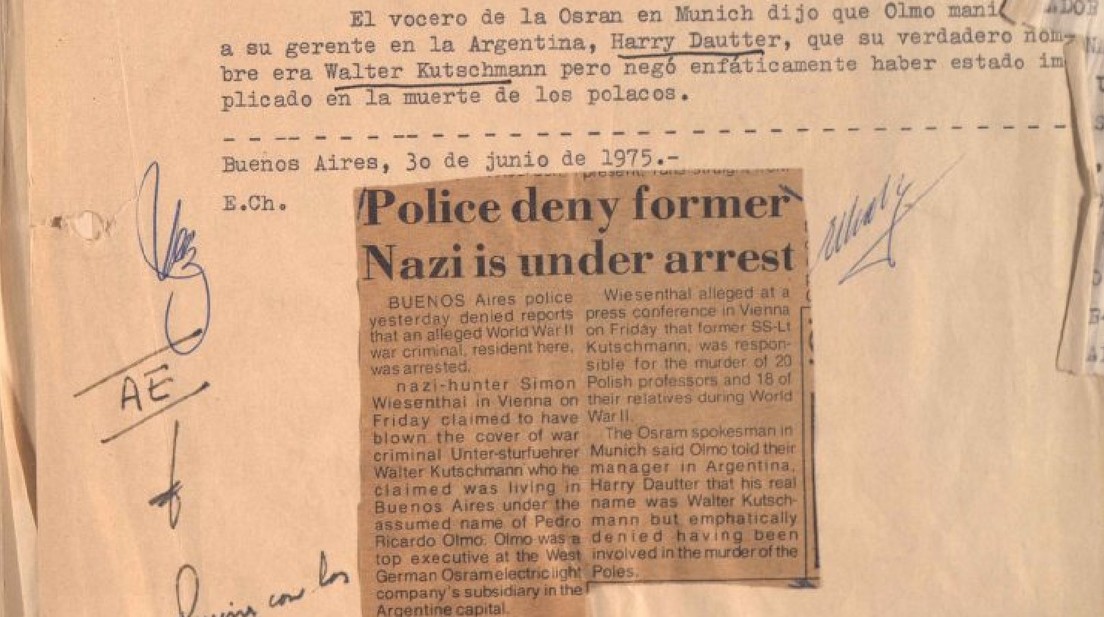 El vocero de la Osran en Munich dijo que Olmo mani
a su gerente en la Argentina, Harry Dautter, que su verdadero nom-
bre era Walter Kutschmann pero negó enfáticamente haber estado im
plicado en la muerte de los polacos.
Buenos Aires, 30 de junio de 1975.-
E.Ch.
Police deny former
Nazi is under arrest
BUENOS Aires police
yesterday denied reports
that an alleged World War II
war criminal, resident here,
was arrested.
nazi-hunter Simon
Wiesenthal in Vienna on
Friday claimed to have
blown the cover of war
criminal Unter-sturfuehrer
Walter Kutschmann who he
claimed was living in
Buenos Aires under the
assumed name of Pedro
Ricardo Olmo. Olmo was a
top executive at the West
German Osram electric light
company's subsidiary in the
Argentine capital.
Wiesenthal alleged at a
press conference in Vienna
on Friday that former SS-Lt
Kutschmann, was respon-
sible for the murder of 20
Polish professors and 18 of
their relatives during World
War II.
The Osram spokesman in
Munich said Olmo told their
manager in Argentina,
Harry Dautter that his real
name was Walter Kutsch-
mann but emphatically
denied having been
involved in the murder of the
Poles.
AE
con los
ADOR